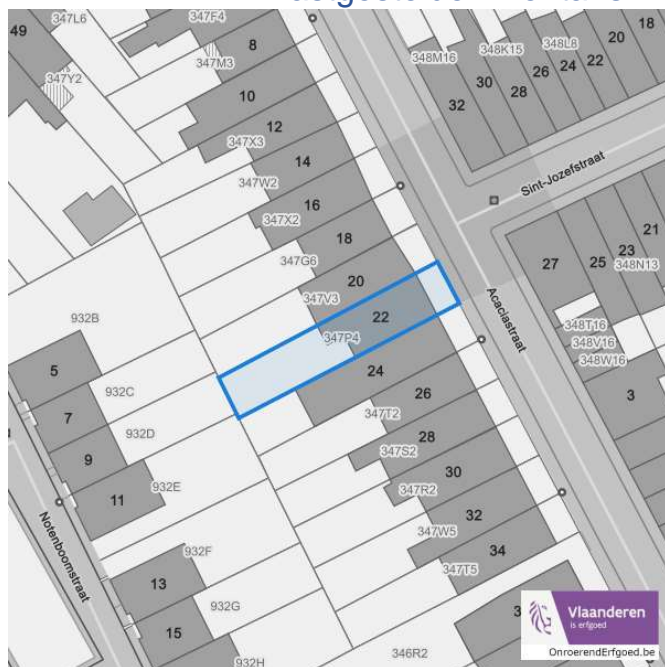 49
347L6
347F4
8
347M3
347Y2
10
12
347X3
14
347W2
16
347X2
18
347G6
20
347V3
22
347P4
24
26
347T2
28
347S2
30
347R2
32
347W5
34
347T5
346R2
348M16
348K15
348L8
18
20
22
24
26
28
30
32
Sint-Jozefstraat
21
23
348N13
25
27
Acaciastraat
348T16
348V16
348W16
3
932B
5
932C
7
932D
9
932E
11
Notenboomstraat
932F
13
932G
15
932H
Vlaanderen
is erfgoed
OnroerendErfgoed.be